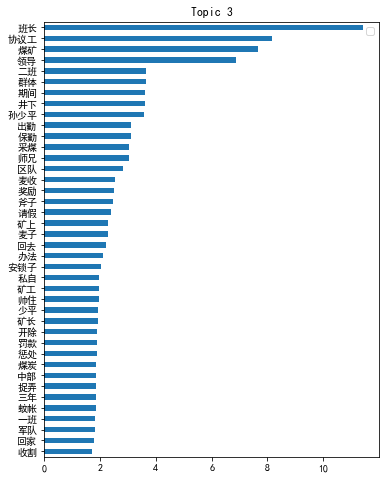 Topic 3
班长
协议工
煤矿
领导
二班
群体
期间
井下
孙少平
出勤
保勤
采煤
师兄
区队
麦收
奖励
斧子
请假
矿上
麦子
回去
办法
安锁子
私自
矿工
帅住
少平
矿长
开除
罚款
惩处
煤炭
中部
捉弄
三年
蚊帐
一班
军队
回家
收割
0 2 4 6 8 10